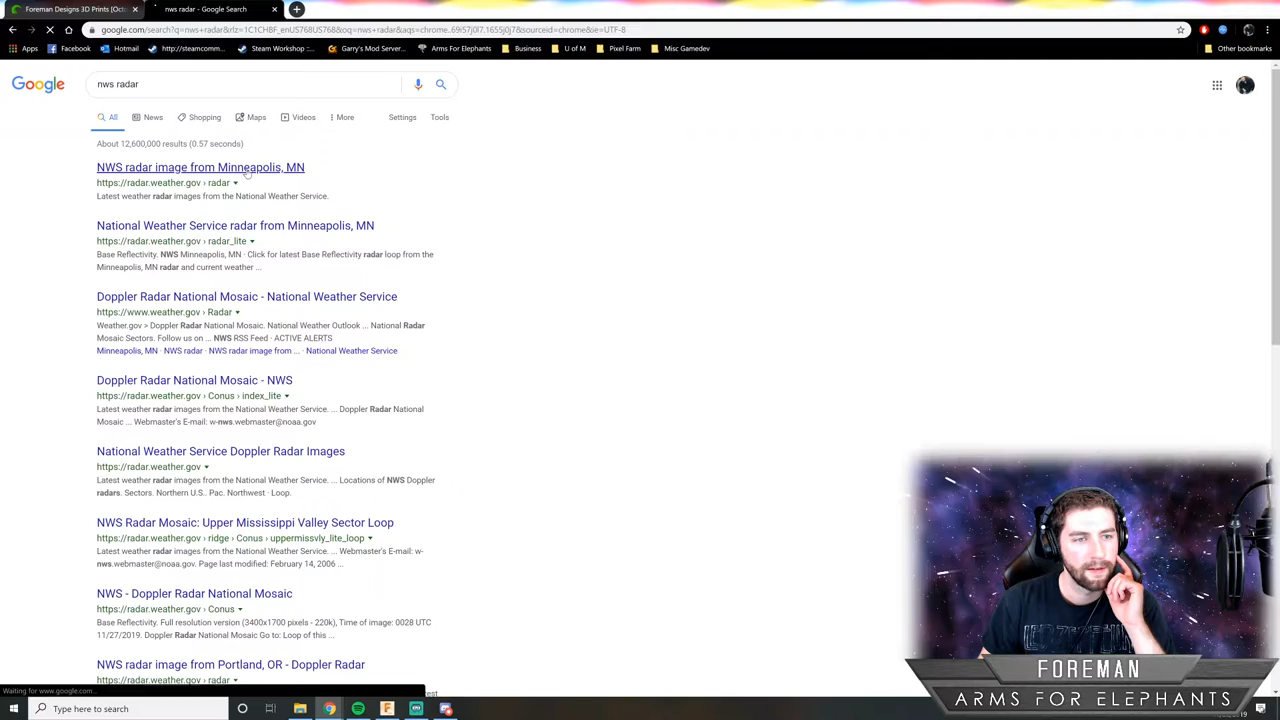 Foreman Designs 3D Prints [Oct
nws radar - Google Search
google.com/search?q=nws+radar&rlz=1C1CHBF_enUS768US768&oq=nws+radar&aqs=chrome..69i57j0l7.1655j0j7&sourceid=chrome&ie=UTF-8
Apps Facebook Hotmail http://steamcomm... Steam Workshop ::... Garry's Mod Server... Arms For Elephants Business U of M Pixel Farm Misc Gamedev Other bookmarks
Google nws radar
All News Shopping Maps Videos More Settings Tools
About 12,600,000 results (0.57 seconds)
NWS radar image from Minneapolis, MN
https://radar.weather.gov › radar
Latest weather radar images from the National Weather Service.
National Weather Service radar from Minneapolis, MN
https://radar.weather.gov › radar_lite
Base Reflectivity. NWS Minneapolis, MN · Click for latest Base Reflectivity radar loop from the
Minneapolis, MN radar and current weather ...
Doppler Radar National Mosaic - National Weather Service
https://www.weather.gov › Radar
Weather.gov > Doppler Radar National Mosaic. National Weather Outlook ... National Radar
Mosaic Sectors. Follow us on ... NWS RSS Feed · ACTIVE ALERTS
Minneapolis, MN · NWS radar · NWS radar image from ... · National Weather Service
Doppler Radar National Mosaic - NWS
https://radar.weather.gov › Conus › index_lite
Latest weather radar images from the National Weather Service. ... Doppler Radar National
Mosaic ... Webmaster's E-mail: w-nws.webmaster@noaa.gov
National Weather Service Doppler Radar Images
https://radar.weather.gov
Latest weather radar images from the National Weather Service. ... Locations of NWS Doppler
radars. Sectors. Northern U.S.. Pac. Northwest · Loop.
NWS Radar Mosaic: Upper Mississippi Valley Sector Loop
https://radar.weather.gov › ridge › Conus › uppermissvly_lite_loop
Latest weather radar images from the National Weather Service. ... Webmaster's E-mail: w-
nws.webmaster@noaa.gov. Page last modified: February 14, 2006 ...
NWS - Doppler Radar National Mosaic
https://radar.weather.gov › Conus
Base Reflectivity. Full resolution version (3400x1700 pixels - 220k), Time of image: 0028 UTC
11/27/2019. Doppler Radar National Mosaic Go to: Loop of this ...
NWS radar image from Portland, OR - Doppler Radar
https://radar.weather.gov › radar
Waiting for www.google.com...
Type here to search
FOREMAN
ARMS FOR ELEPHANTS